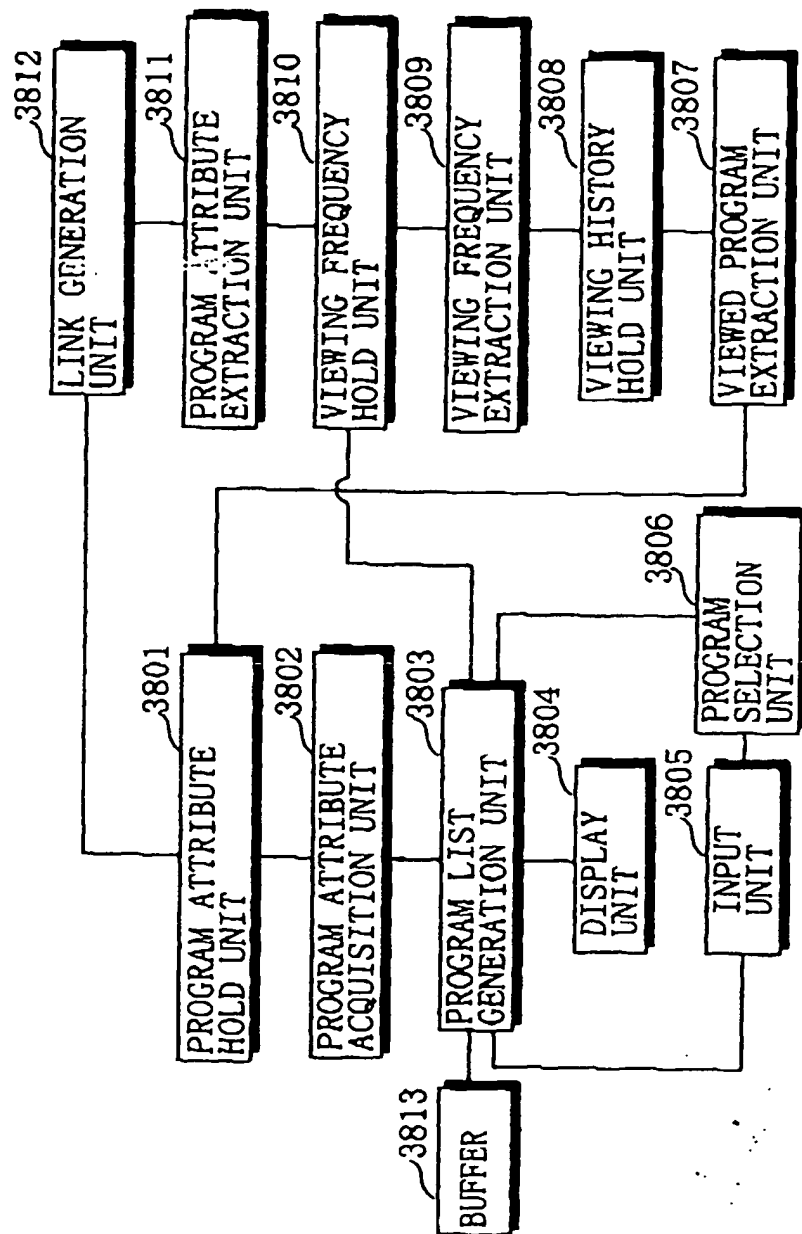 3812
LINK GENERATION
UNIT
3811
PROGRAM ATTRIBUTE
EXTRACTION UNIT
3810
VIEWING FREQUENCY
HOLD UNIT
3809
VIEWING FREQUENCY
EXTRACTION UNIT
3808
VIEWING HISTORY
HOLD UNIT
3807
VIEWED PROGRAM
EXTRACTION UNIT
3801
PROGRAM ATTRIBUTE
HOLD UNIT
3802
PROGRAM ATTRIBUTE
ACQUISITION UNIT
3803
PROGRAM LIST
GENERATION UNIT
3804
DISPLAY
UNIT
3805
INPUT
UNIT
3806
PROGRAM
SELECTION
UNIT
3813
BUFFER